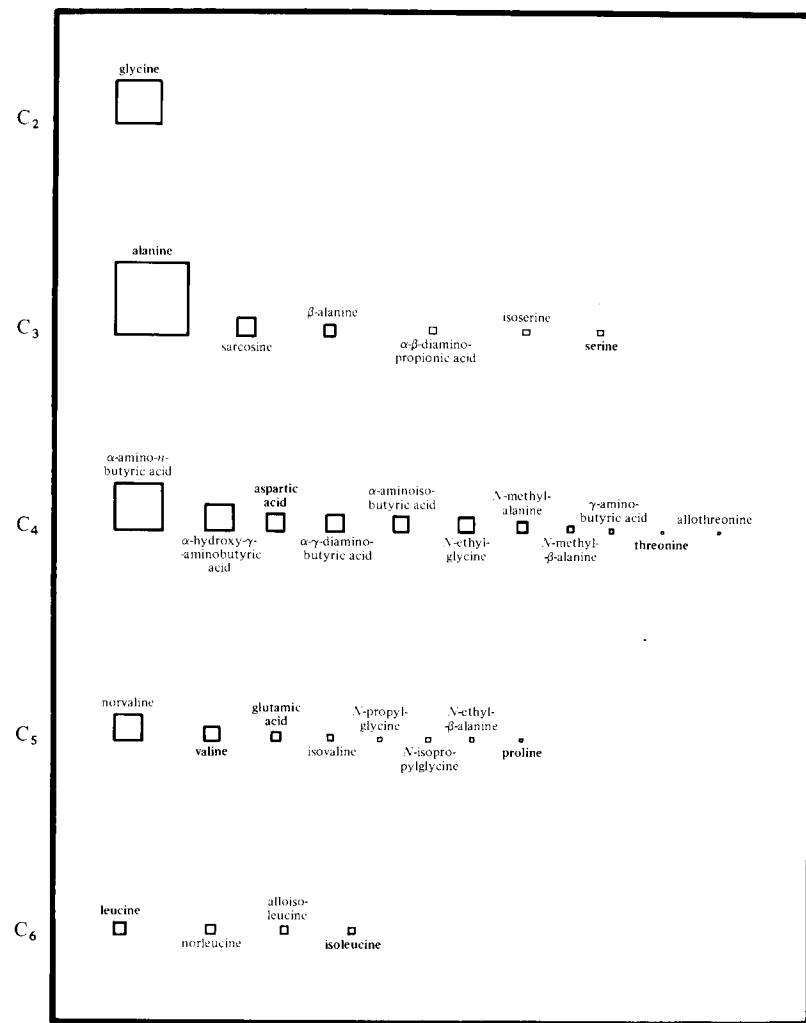 glycine
C₂
alanine
C₃
sarcosine
β-alanine
α-β-diamino-
propionic acid
isoserine
serine
α-amino-n-
butyric acid
C₄
α-hydroxy-γ-
-aminobutyric
acid
aspartic
acid
α-γ-diamino-
butyric acid
α-aminoiso-
butyric acid
N-ethyl-
glycine
N-methyl-
alanine
N-methyl-
β-alanine
γ-amino-
butyric acid
threonine
allothreonine
norvaline
C₅
valine
glutamic
acid
isovaline
N-propyl-
glycine
N-isopro-
pylglycine
N-ethyl-
β-alanine
proline
leucine
C₆
norleucine
alloiso-
leucine
isoleucine